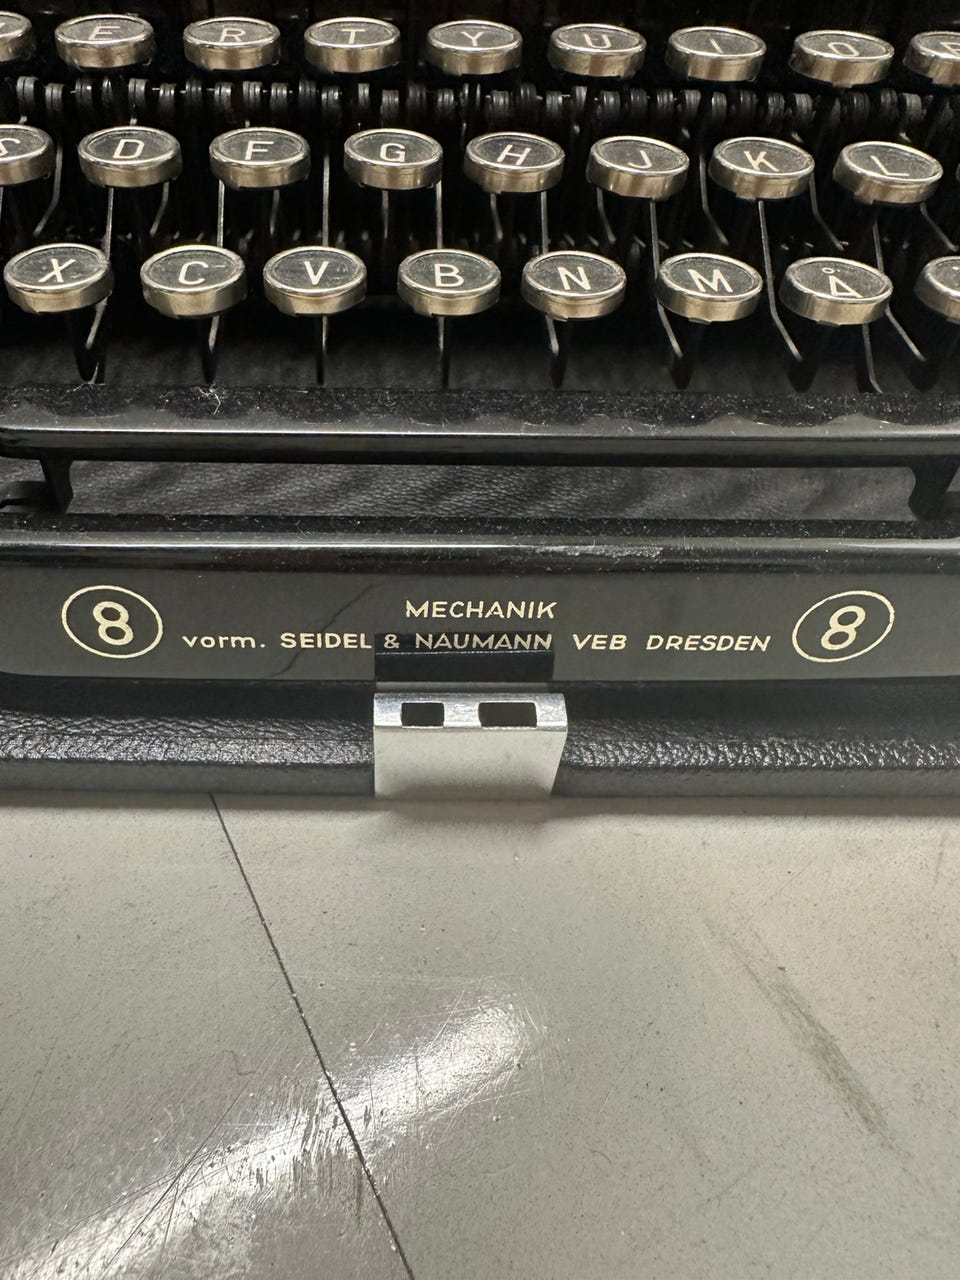 E R T Y U I O P
S D F G H J K L
X C V B N M Å
8 MECHANIK 8
vorm. SEIDEL & NAUMANN VEB DRESDEN